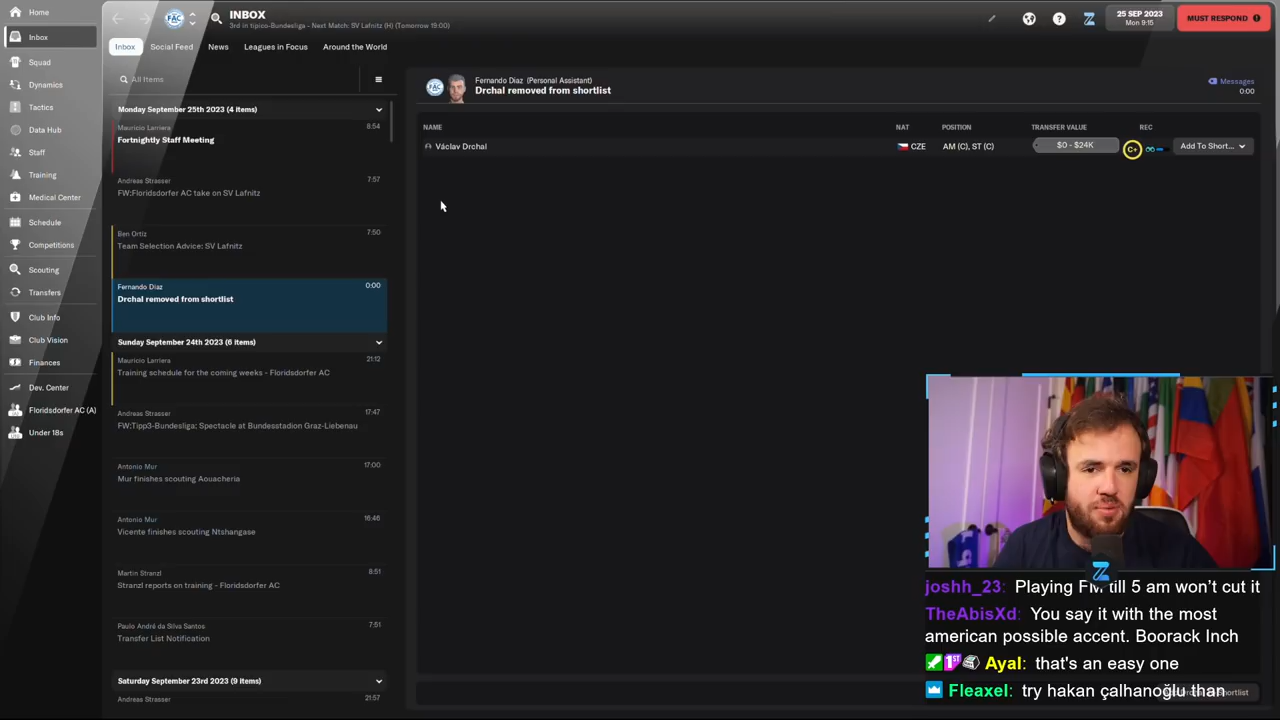 Home
Inbox
Squad
Dynamics
Tactics
Data Hub
Staff
Training
Medical Center
Schedule
Competitions
Scouting
Transfers
Club Info
Club Vision
Finances
Dev. Center
Floridsdorfer AC (A)
Under 18s
FAC
INBOX
3rd in tipico-Bundesliga - Next Match: SV Lafnitz (H) (Tomorrow 19:00)
25 SEP 2023
Mon 9:15
MUST RESPOND
Inbox
Social Feed
News
Leagues in Focus
Around the World
All Items
Monday September 25th 2023 (4 items)
Mauricio Larriera 8:54
Fortnightly Staff Meeting
Andreas Strasser 7:57
FW:Floridsdorfer AC take on SV Lafnitz
Ben Ortiz 7:50
Team Selection Advice: SV Lafnitz
Fernando Díaz 0:00
Drchal removed from shortlist
Sunday September 24th 2023 (6 items)
Mauricio Larriera 21:12
Training schedule for the coming weeks - Floridsdorfer AC
Andreas Strasser 17:47
FW:Tipp3-Bundesliga: Spectacle at Bundesstadion Graz-Liebenau
Antonio Mur 17:00
Mur finishes scouting Aouacheria
Antonio Mur 16:46
Vicente finishes scouting Ntshangase
Martin Stranzl 8:51
Stranzl reports on training - Floridsdorfer AC
Paulo André da Silva Santos 7:51
Transfer List Notification
Saturday September 23rd 2023 (9 items)
Andreas Strasser 21:57
FAC
Fernando Díaz (Personal Assistant)
Drchal removed from shortlist
Messages
0:00
NAME NAT POSITION TRANSFER VALUE REC
Václav Drchal CZE AM (C), ST (C) $0 - $24K C+ Add To Short...
joshh_23: Playing FM till 5 am won't cut it
TheAbisXd: You say it with the most
american possible accent. Boorack Inch
Ayal: that's an easy one
Fleaxel: try hakan çalhanoğlu than